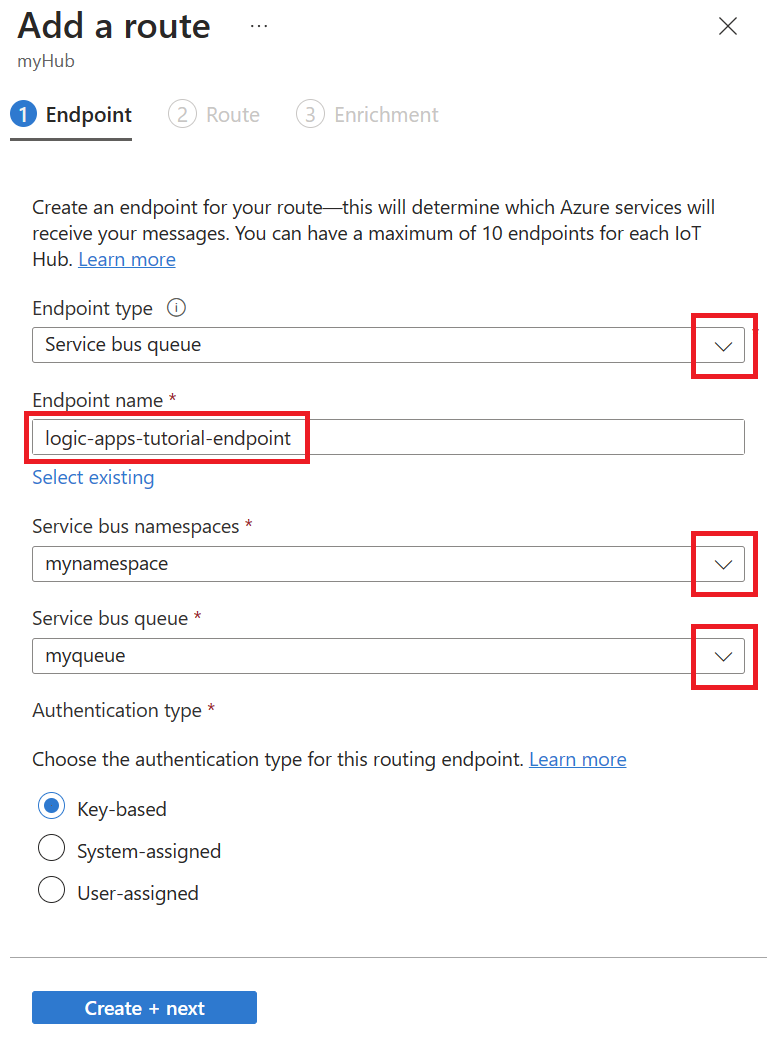 Add a route ...
myHub
1 Endpoint 2 Route 3 Enrichment
Create an endpoint for your route—this will determine which Azure services will
receive your messages. You can have a maximum of 10 endpoints for each IoT
Hub. Learn more
Endpoint type
Service bus queue
Endpoint name *
logic-apps-tutorial-endpoint
Select existing
Service bus namespaces *
mynamespace
Service bus queue *
myqueue
Authentication type *
Choose the authentication type for this routing endpoint. Learn more
Key-based
System-assigned
User-assigned
Create + next